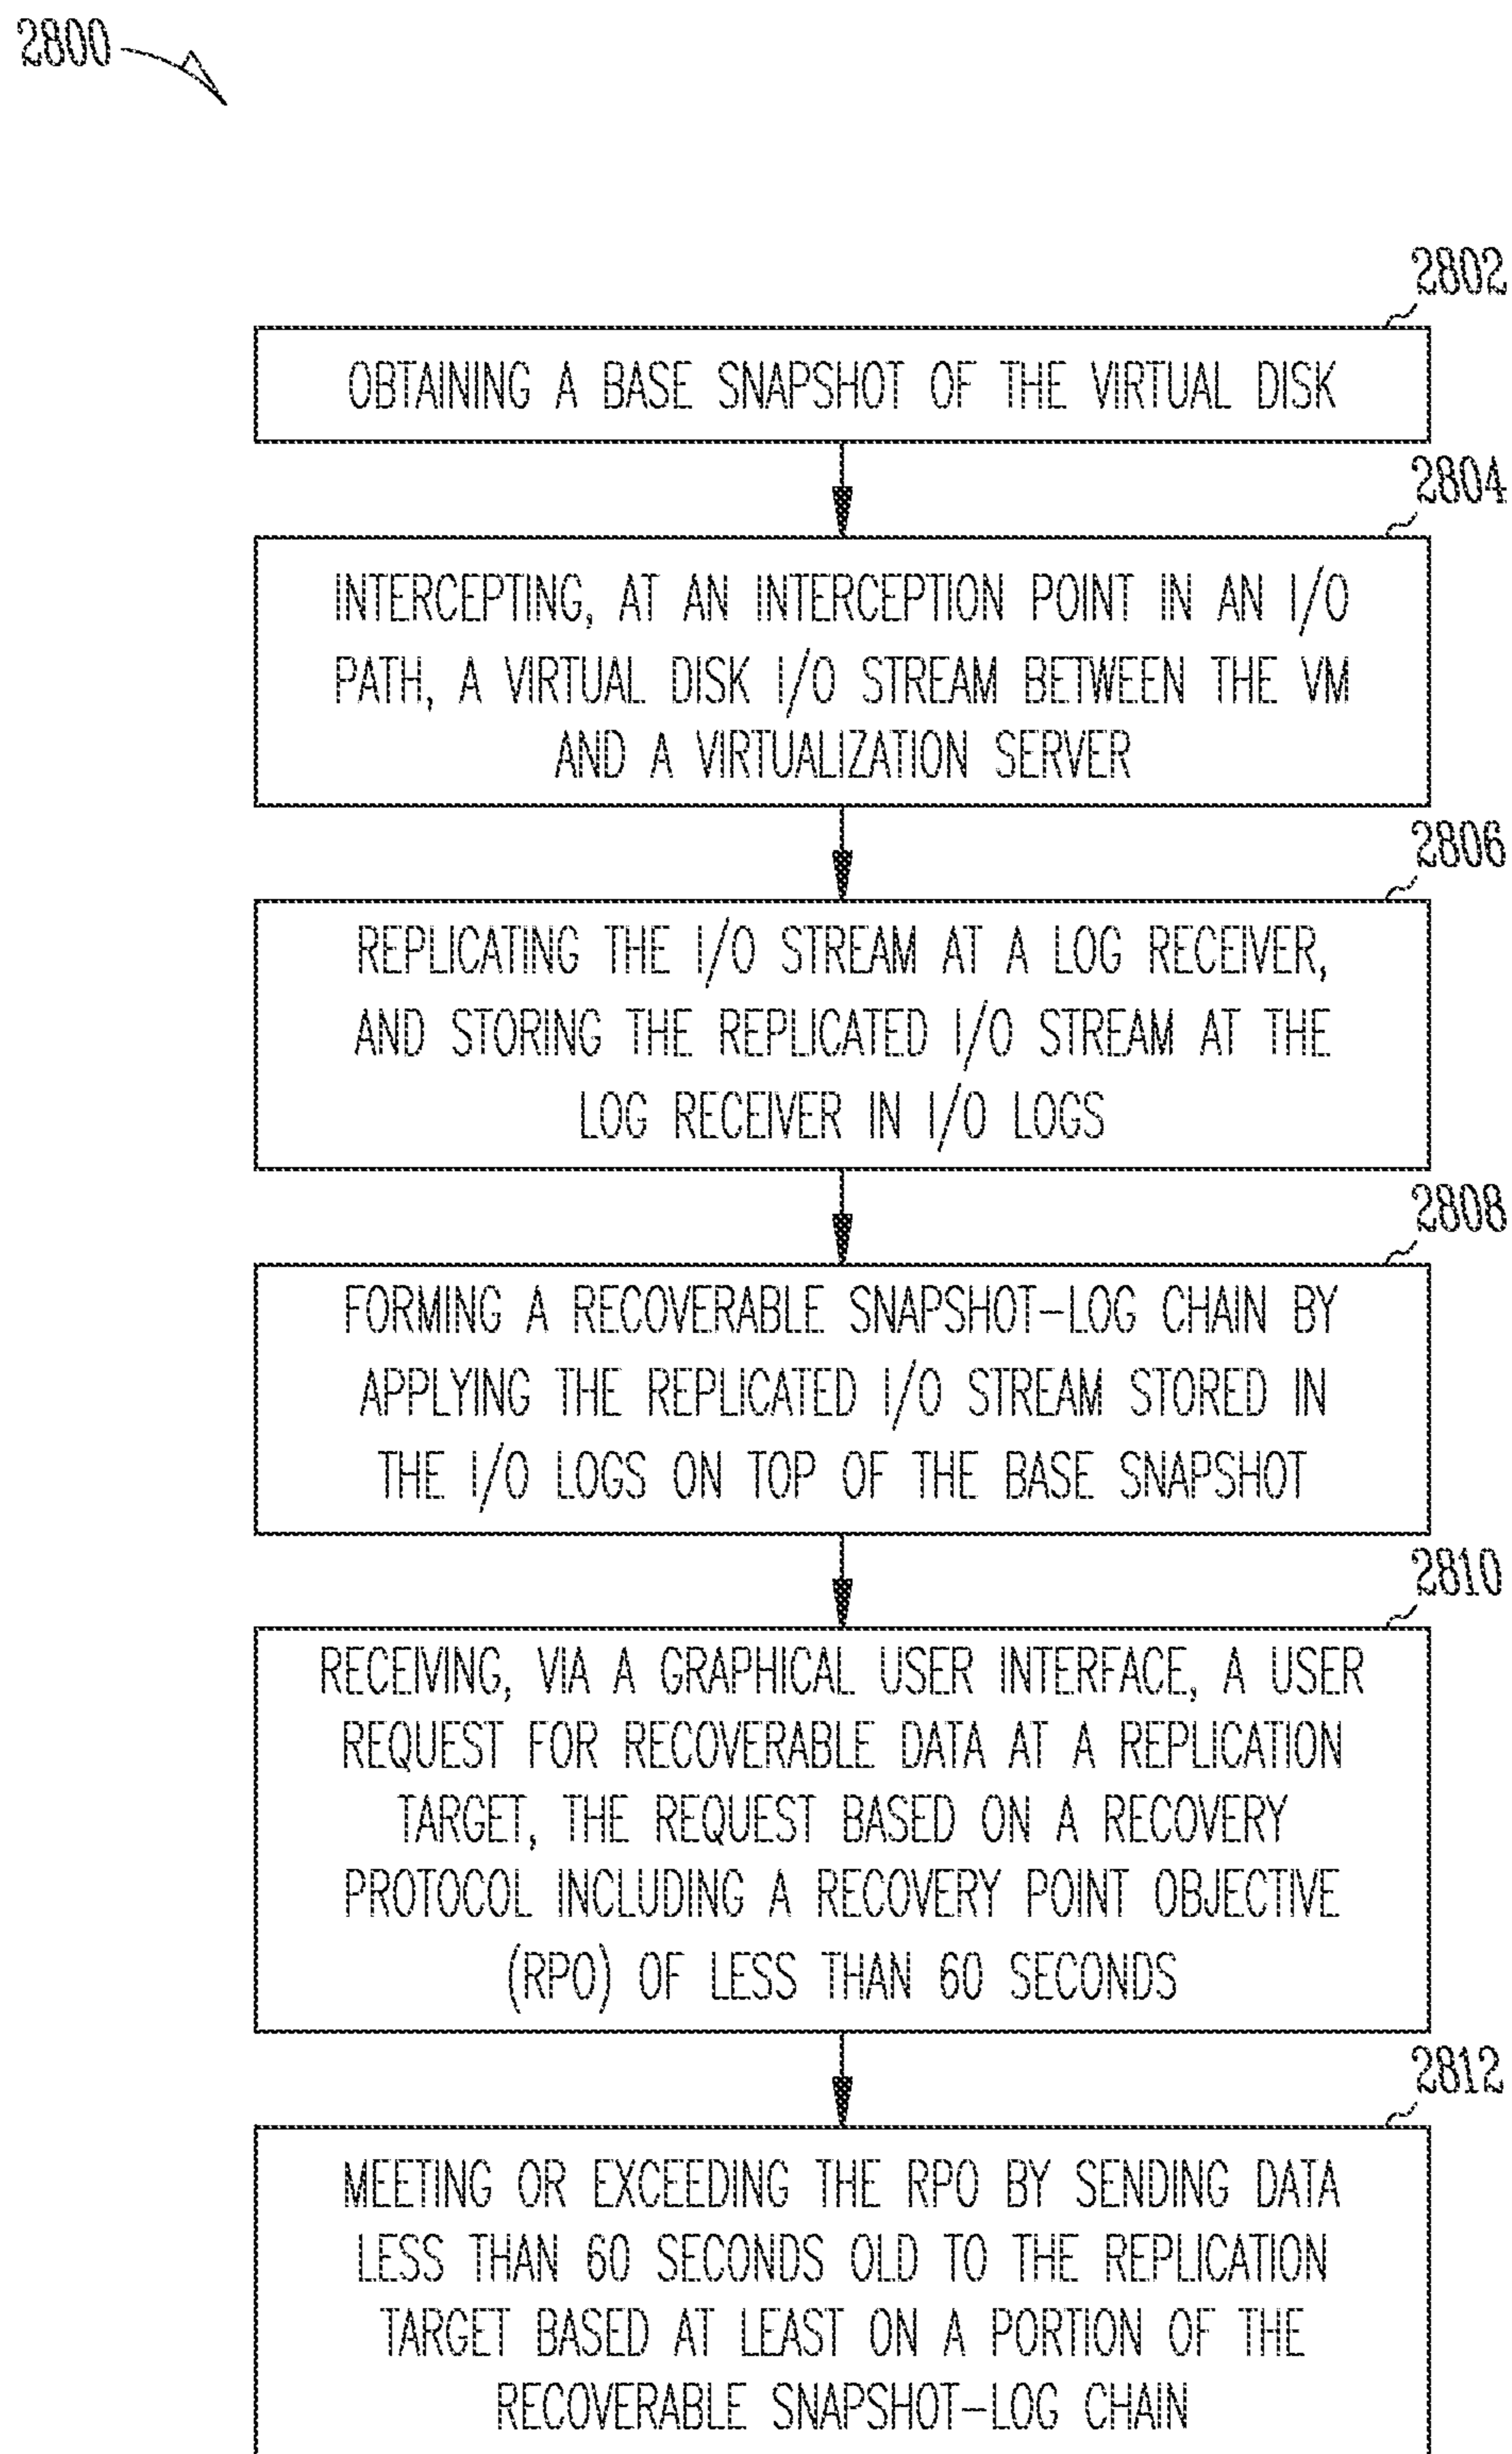 2800
2802
OBTAINING A BASE SNAPSHOT OF THE VIRTUAL DISK
2804
INTERCEPTING, AT AN INTERCEPTION POINT IN AN I/O
PATH, A VIRTUAL DISK I/O STREAM BETWEEN THE VM
AND A VIRTUALIZATION SERVER
2806
REPLICATING THE I/O STREAM AT A LOG RECEIVER,
AND STORING THE REPLICATED I/O STREAM AT THE
LOG RECEIVER IN I/O LOGS
2808
FORMING A RECOVERABLE SNAPSHOT-LOG CHAIN BY
APPLYING THE REPLICATED I/O STREAM STORED IN
THE I/O LOGS ON TOP OF THE BASE SNAPSHOT
2810
RECEIVING, VIA A GRAPHICAL USER INTERFACE, A USER
REQUEST FOR RECOVERABLE DATA AT A REPLICATION
TARGET, THE REQUEST BASED ON A RECOVERY
PROTOCOL INCLUDING A RECOVERY POINT OBJECTIVE
(RPO) OF LESS THAN 60 SECONDS
2812
MEETING OR EXCEEDING THE RPO BY SENDING DATA
LESS THAN 60 SECONDS OLD TO THE REPLICATION
TARGET BASED AT LEAST ON A PORTION OF THE
RECOVERABLE SNAPSHOT-LOG CHAIN